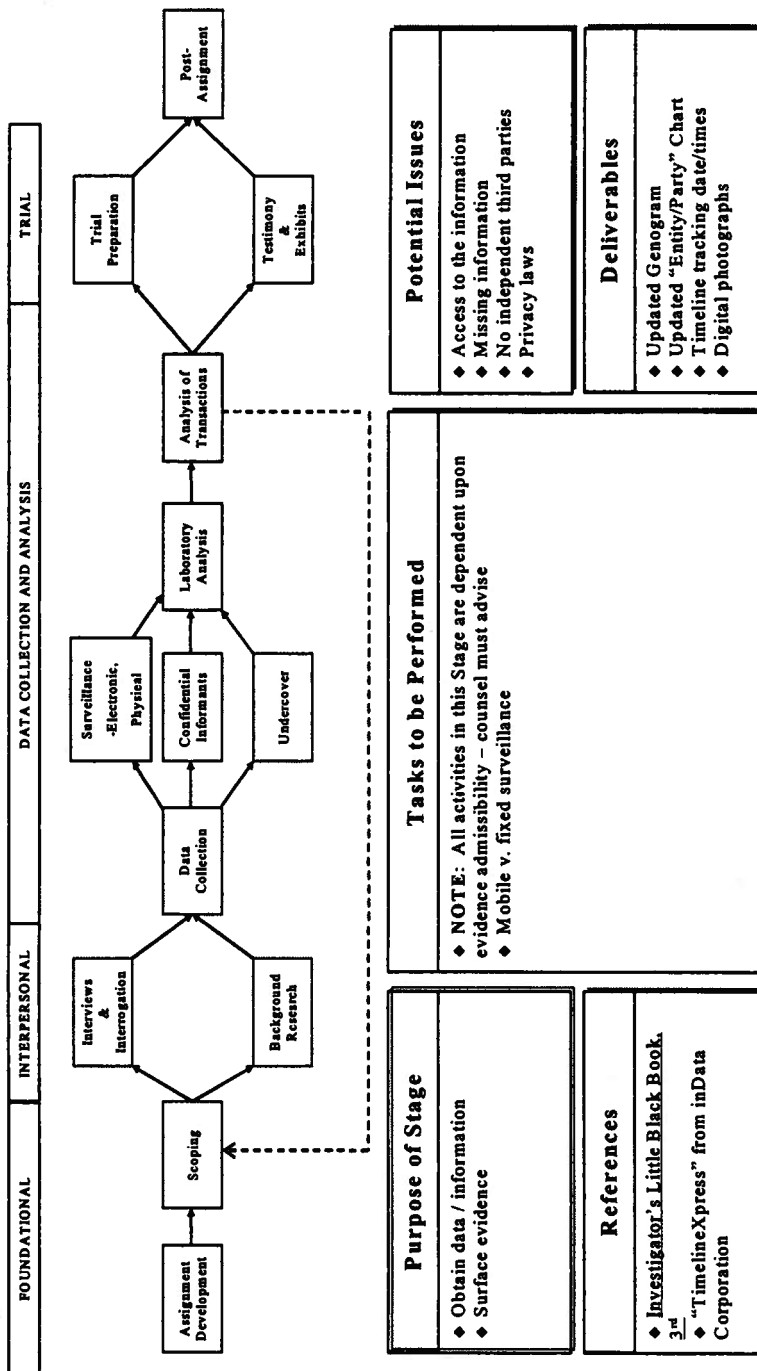 FOUNDATIONAL
INTERPERSONAL
DATA COLLECTION AND ANALYSIS
TRIAL
Assignment
Development
Scoping
Interviews
&
Interrogation
Background
Research
Data
Collection
Surveillance
-Electronic,
Physical
Confidential
Informants
Undercover
Laboratory
Analysis
Analysis of
Transactions
Trial
Preparation
Testimony
&
Exhibits
Post-
Assignment
Purpose of Stage
◆ Obtain data / information
◆ Surface evidence
References
◆ Investigator's Little Black Book,
3rd
◆ "TimelineXpress" from inData
Corporation
Tasks to be Performed
◆ NOTE: All activities in this Stage are dependent upon
evidence admissibility – counsel must advise
◆ Mobile v. fixed surveillance
Potential Issues
◆ Access to the information
◆ Missing information
◆ No independent third parties
◆ Privacy laws
Deliverables
◆ Updated Genogram
◆ Updated "Entity/Party" Chart
◆ Timeline tracking date/times
◆ Digital photographs